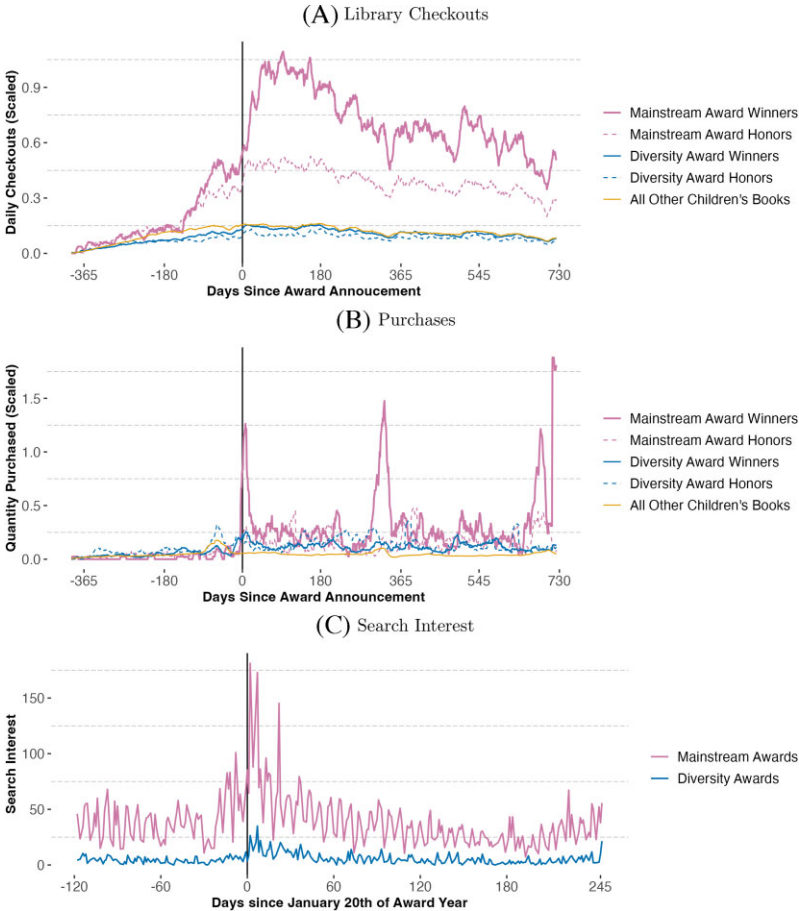 (A) Library Checkouts
Daily Checkouts (Scaled)
0.9
0.6
0.3
0.0
-365 -180 0 180 365 545 730
Days Since Award Annoucement
Mainstream Award Winners
Mainstream Award Honors
Diversity Award Winners
Diversity Award Honors
All Other Children's Books
(B) Purchases
Quantity Purchased (Scaled)
1.5
1.0
0.5
0.0
-365 -180 0 180 365 545 730
Days Since Award Announcement
Mainstream Award Winners
Mainstream Award Honors
Diversity Award Winners
Diversity Award Honors
All Other Children's Books
(C) Search Interest
Search Interest
150
100
50
0
-120 -60 0 60 120 180 245
Days since January 20th of Award Year
Mainstream Awards
Diversity Awards